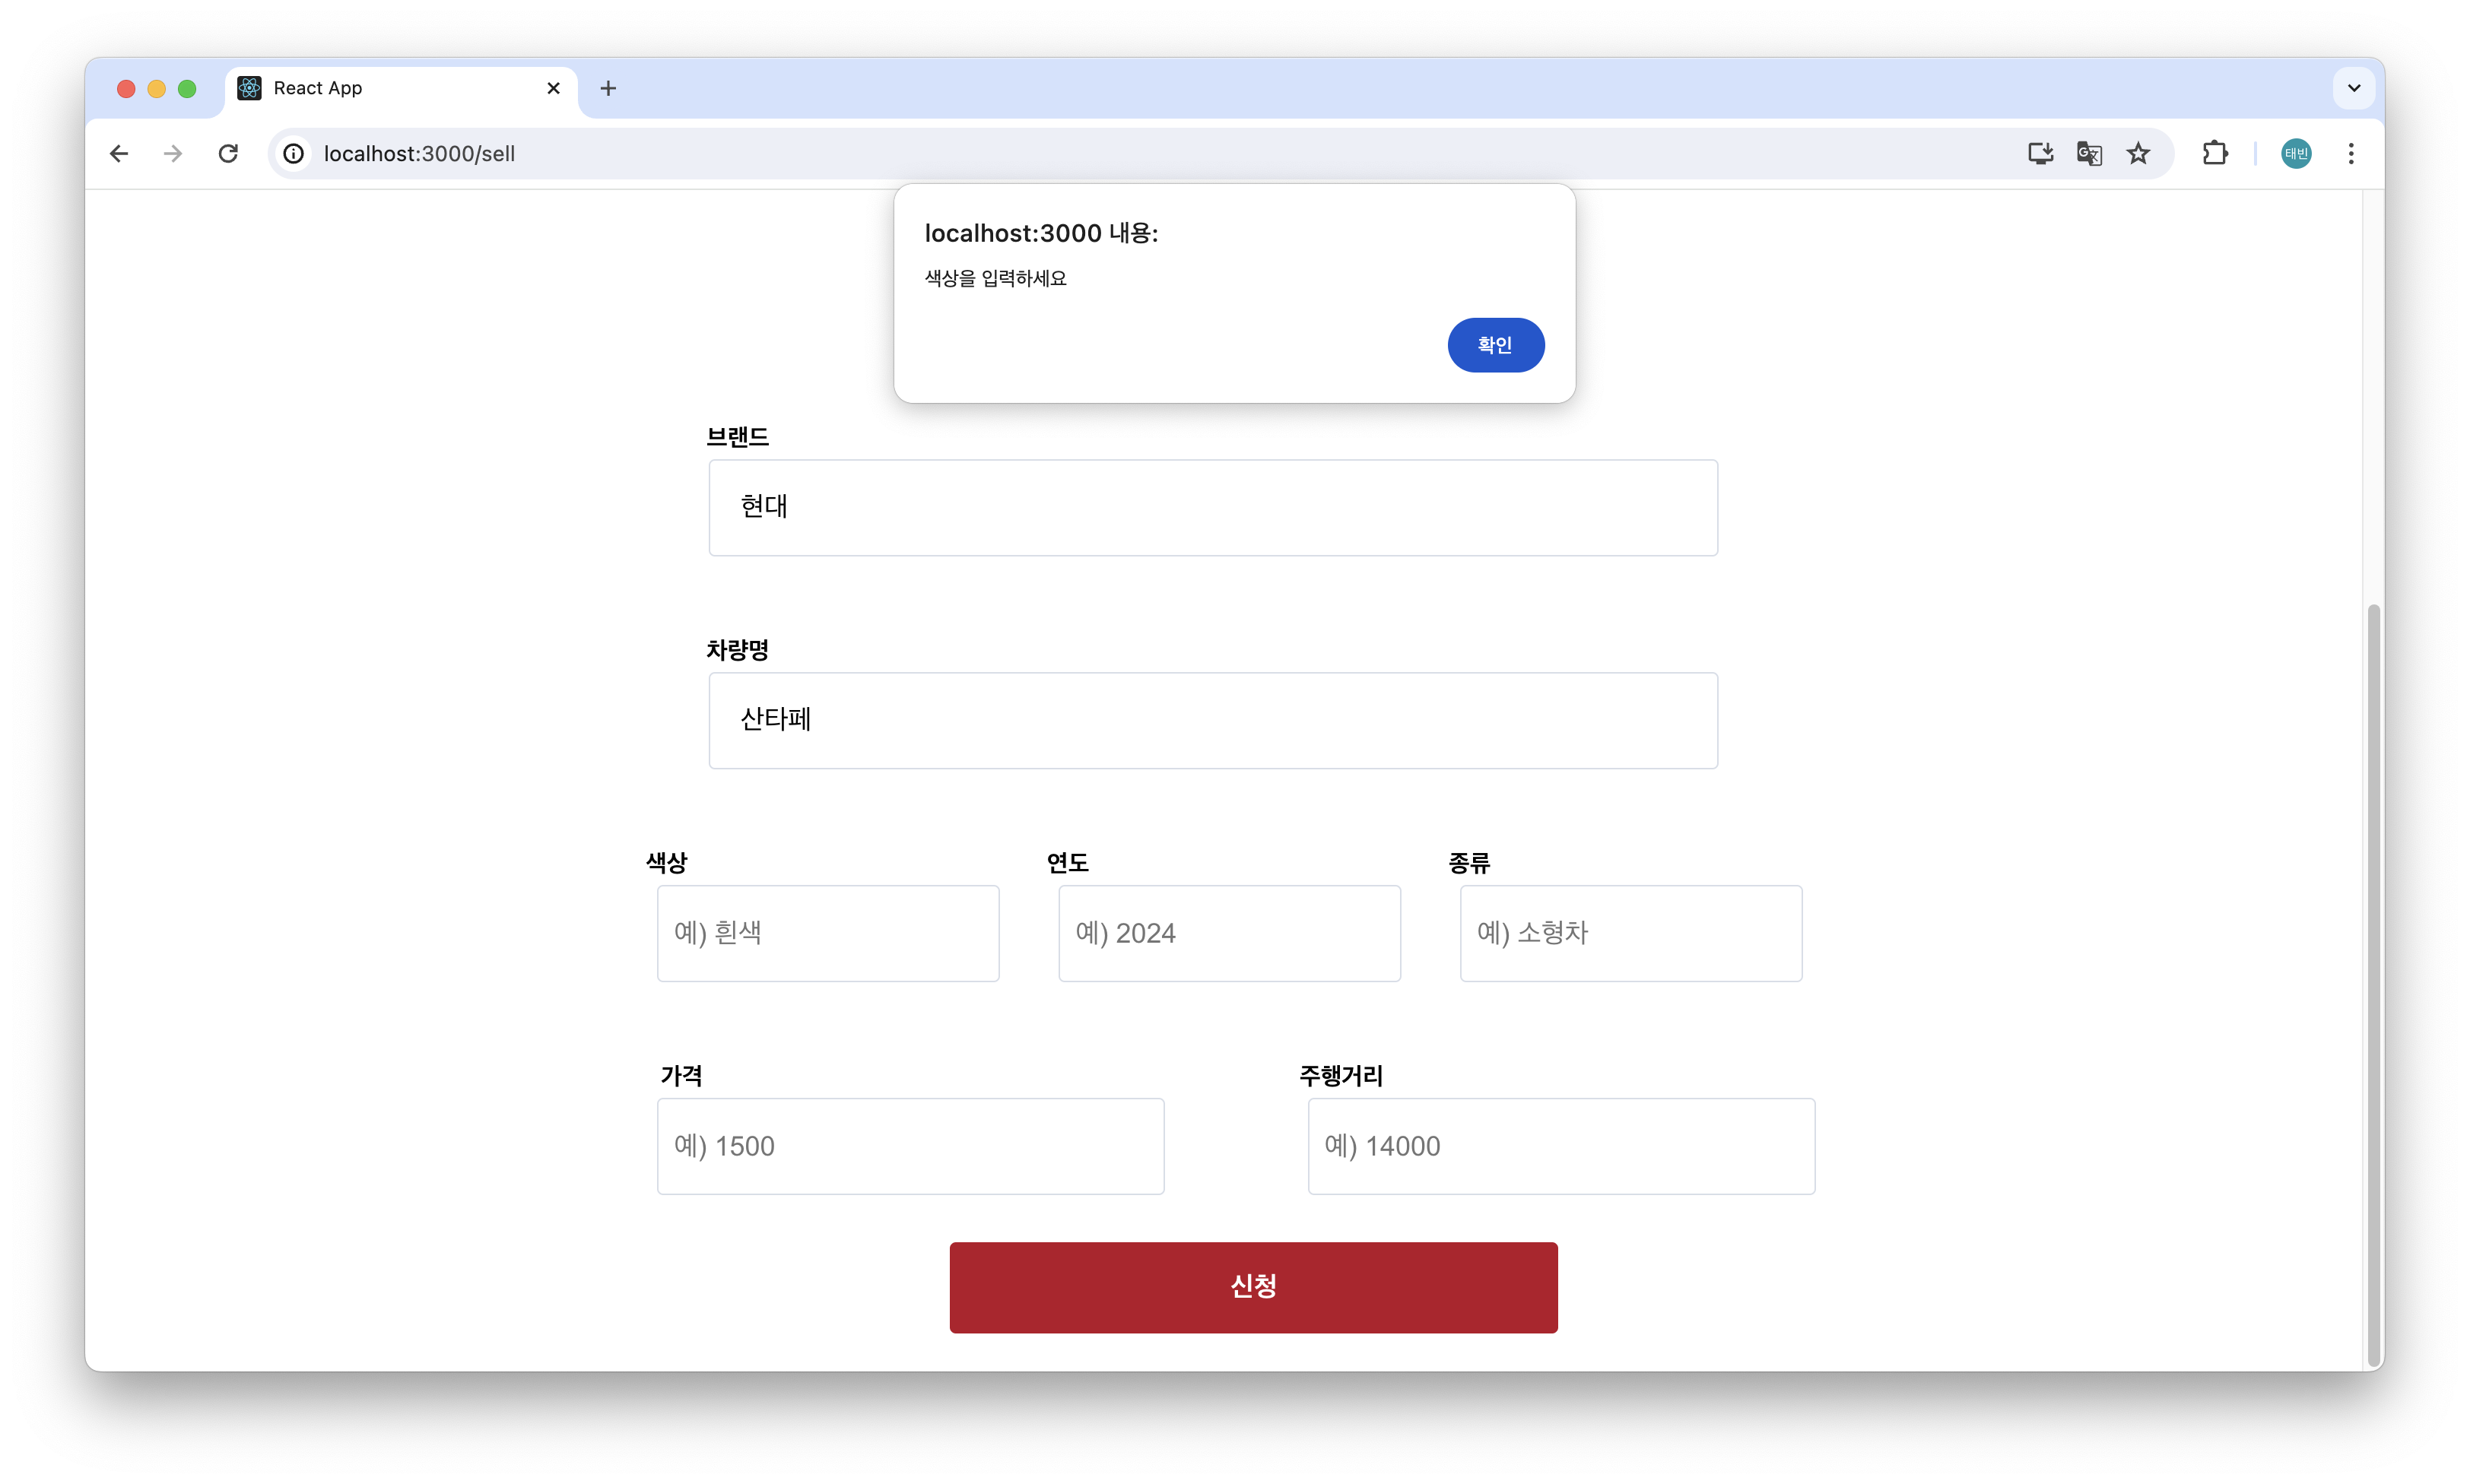 React App
localhost:3000/sell
태빈
localhost:3000 내용:
색상을 입력하세요
확인
브랜드
현대
차량명
산타페
색상 연도 종류
예) 흰색 예) 2024 예) 소형차
가격 주행거리
예) 1500 예) 14000
신청